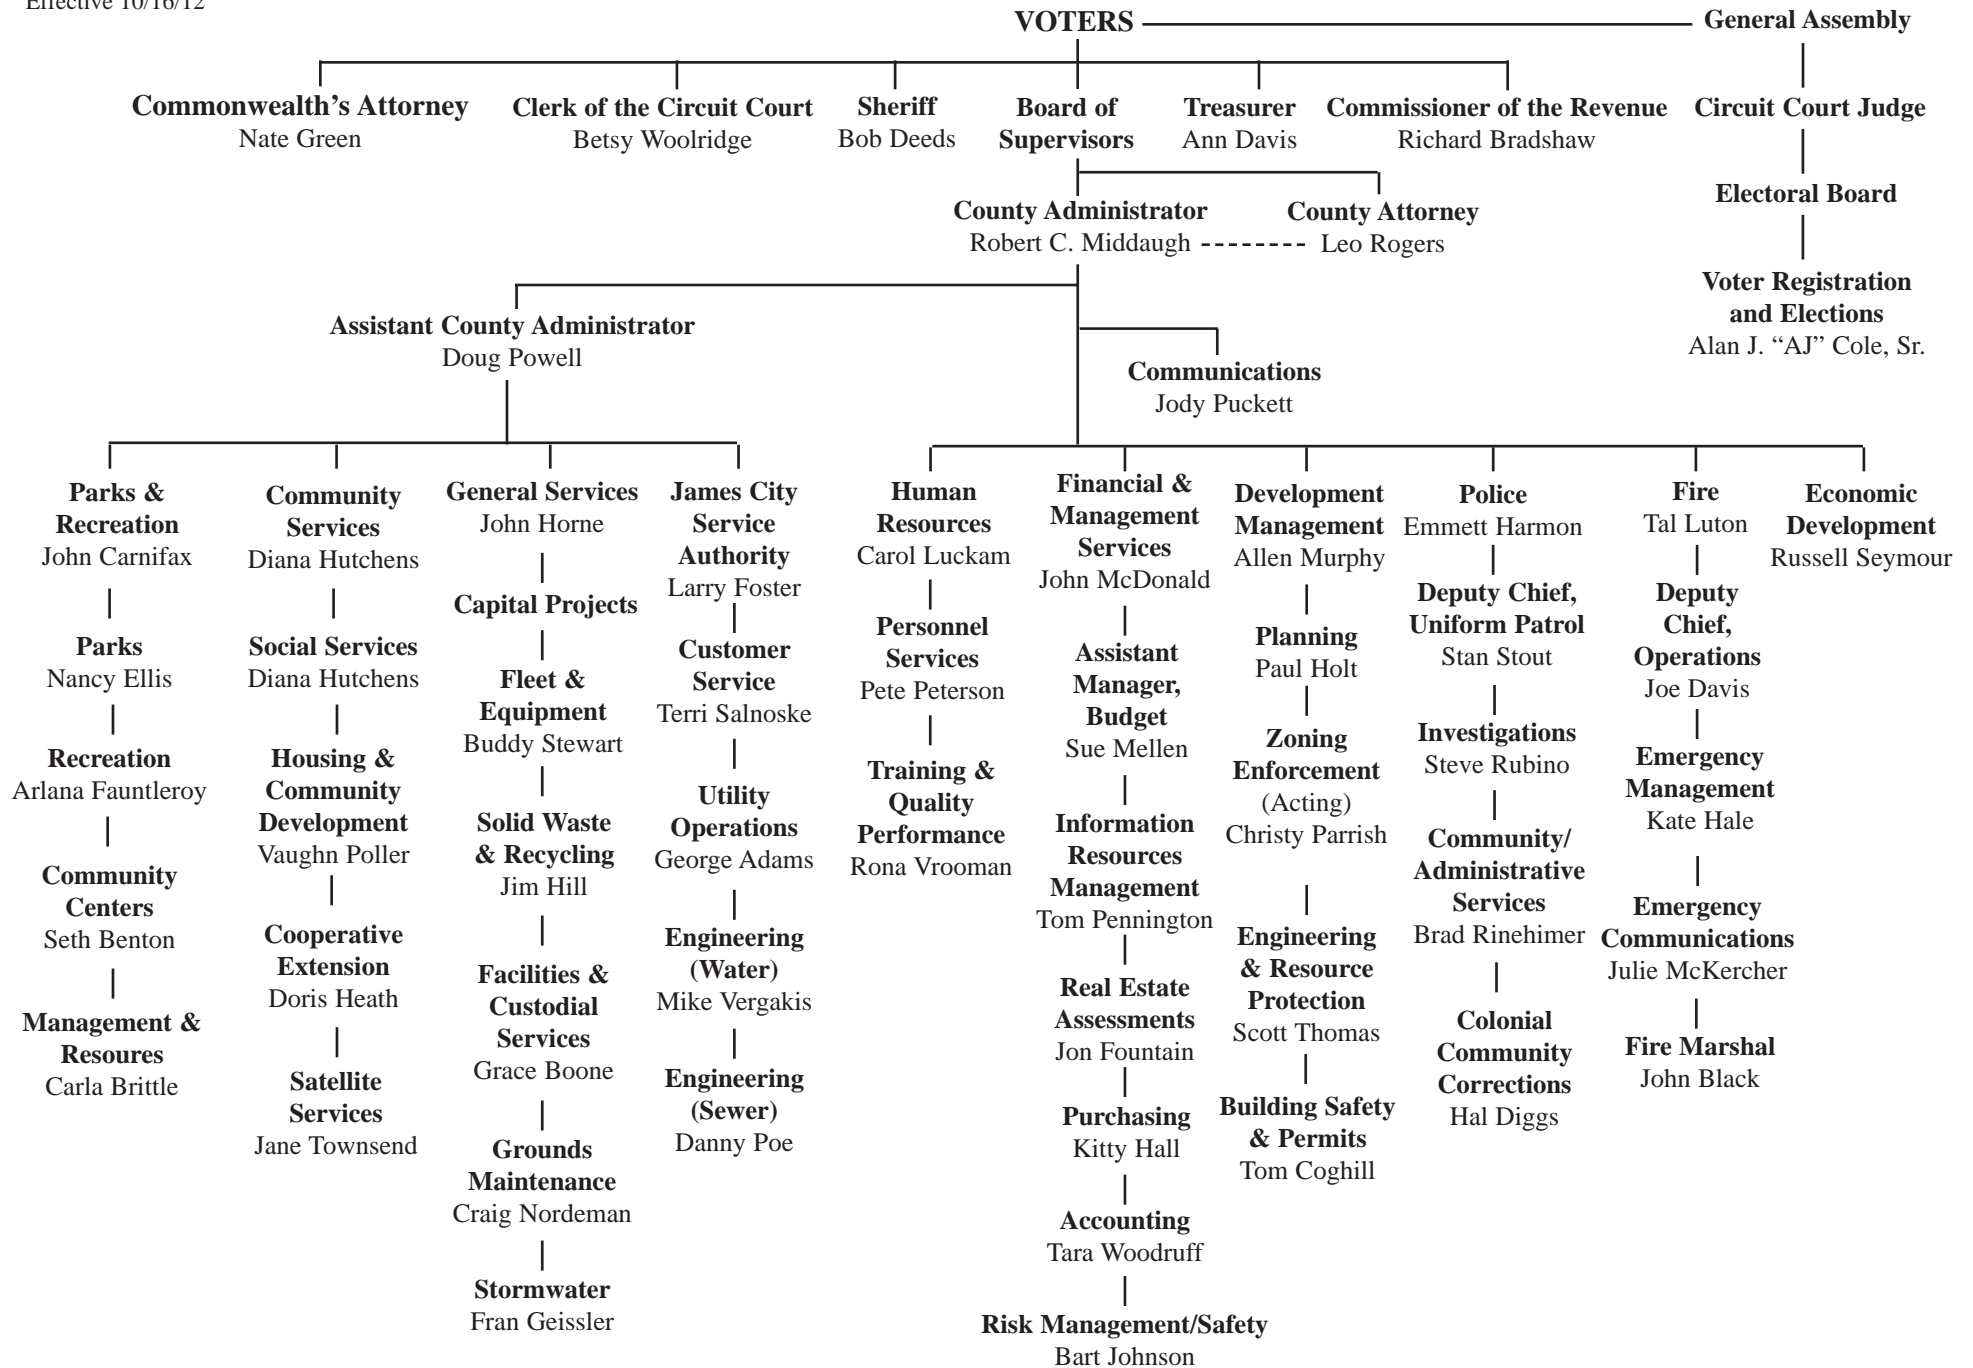 Effective 10/16/12
VOTERS
General Assembly
Commonwealth's Attorney
Nate Green
Clerk of the Circuit Court
Betsy Woolridge
Sheriff
Bob Deeds
Board of
Supervisors
Treasurer
Ann Davis
Commissioner of the Revenue
Richard Bradshaw
Circuit Court Judge
Electoral Board
Voter Registration
and Elections
Alan J. “AJ” Cole, Sr.
County Administrator
Robert C. Middaugh
County Attorney
Leo Rogers
Assistant County Administrator
Doug Powell
Communications
Jody Puckett
Parks &
Recreation
John Carnifax
Parks
Nancy Ellis
Recreation
Arlana Fauntleroy
Community
Centers
Seth Benton
Management &
Resoures
Carla Brittle
Community
Services
Diana Hutchens
Social Services
Diana Hutchens
Housing &
Community
Development
Vaughn Poller
Cooperative
Extension
Doris Heath
Satellite
Services
Jane Townsend
General Services
John Horne
Capital Projects
Fleet &
Equipment
Buddy Stewart
Solid Waste
& Recycling
Jim Hill
Facilities &
Custodial
Services
Grace Boone
Grounds
Maintenance
Craig Nordeman
Stormwater
Fran Geissler
James City
Service
Authority
Larry Foster
Customer
Service
Terri Salnoske
Utility
Operations
George Adams
Engineering
(Water)
Mike Vergakis
Engineering
(Sewer)
Danny Poe
Human
Resources
Carol Luckam
Personnel
Services
Pete Peterson
Training &
Quality
Performance
Rona Vrooman
Financial &
Management
Services
John McDonald
Assistant
Manager,
Budget
Sue Mellen
Information
Resources
Management
Tom Pennington
Real Estate
Assessments
Jon Fountain
Purchasing
Kitty Hall
Accounting
Tara Woodruff
Risk Management/Safety
Bart Johnson
Development
Management
Allen Murphy
Planning
Paul Holt
Zoning
Enforcement
(Acting)
Christy Parrish
Engineering
& Resource
Protection
Scott Thomas
Building Safety
& Permits
Tom Coghill
Police
Emmett Harmon
Deputy Chief,
Uniform Patrol
Stan Stout
Investigations
Steve Rubino
Community/
Administrative
Services
Brad Rinehimer
Colonial
Community
Corrections
Hal Diggs
Fire
Tal Luton
Deputy
Chief,
Operations
Joe Davis
Emergency
Management
Kate Hale
Emergency
Communications
Julie McKercher
Fire Marshal
John Black
Economic
Development
Russell Seymour